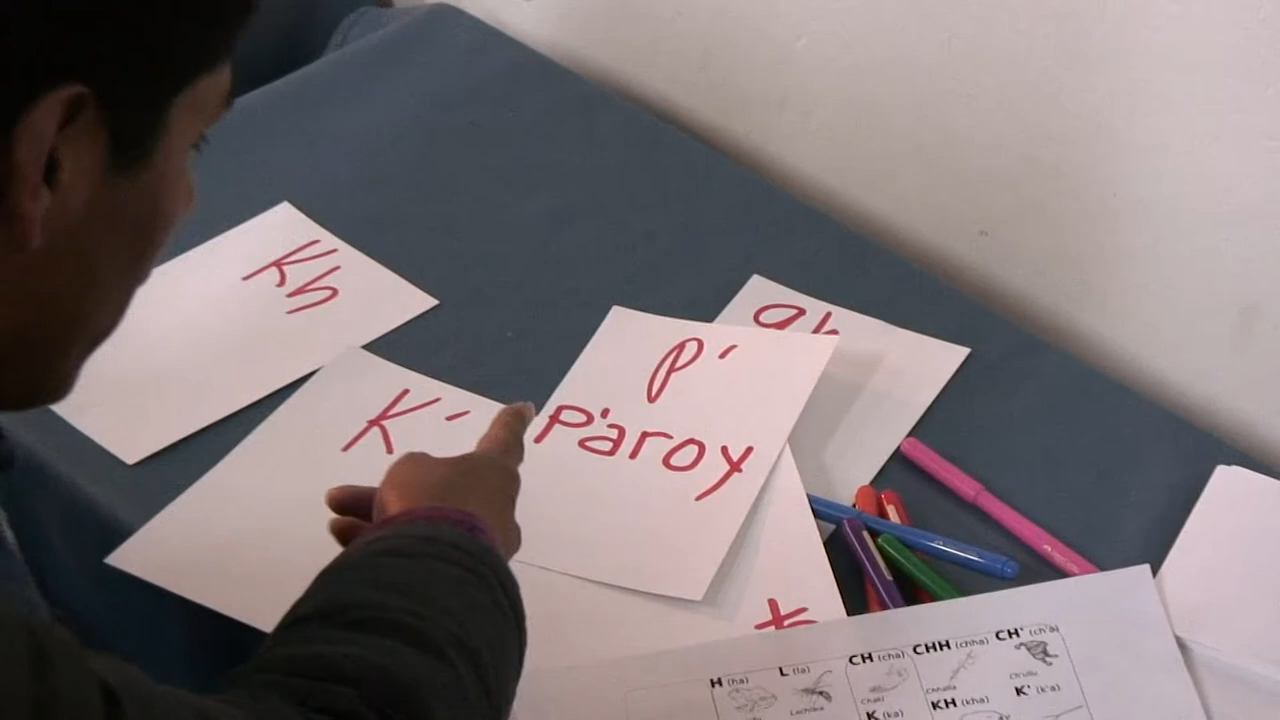 Kh
K'
P'
P'aroy
H (ha)
L (la)
CH (cha)
CHH (chha)
CH' (ch'a)
K (ka)
KH (kha)
K' (k'a)